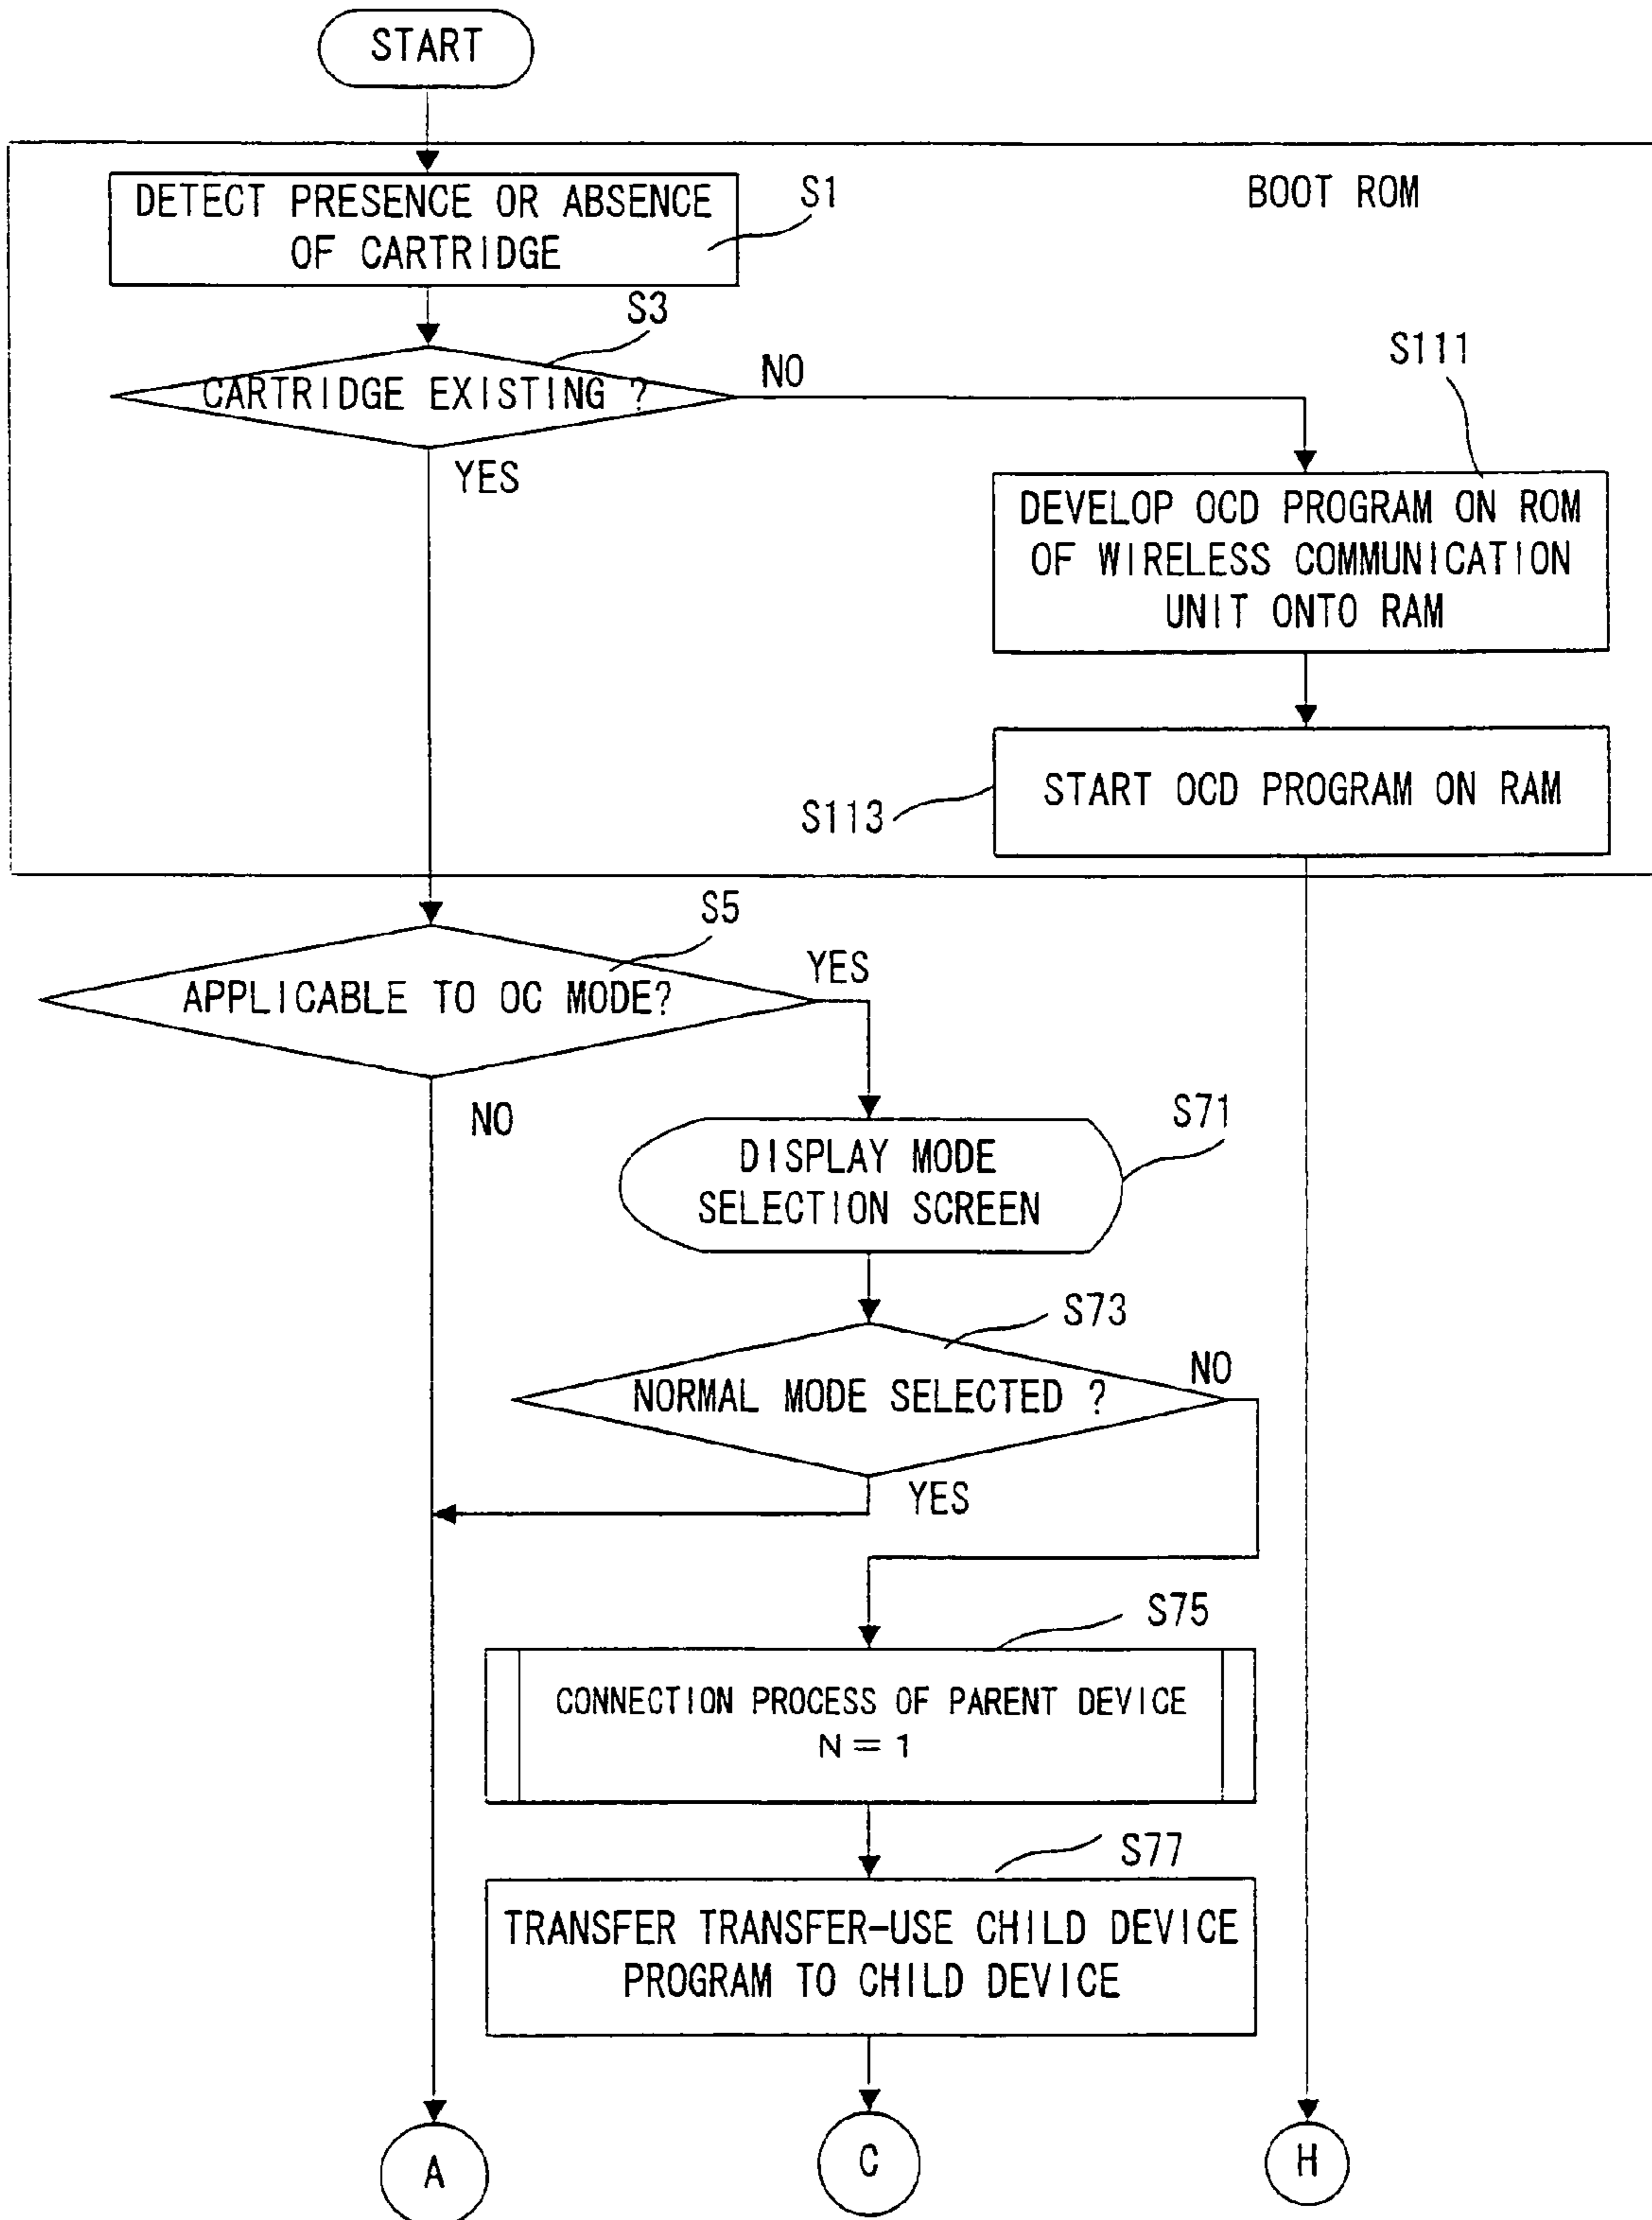 START
BOOT ROM
DETECT PRESENCE OR ABSENCE
OF CARTRIDGE
S1
S3
CARTRIDGE EXISTING ?
NO
YES
S111
DEVELOP OCD PROGRAM ON ROM
OF WIRELESS COMMUNICATION
UNIT ONTO RAM
START OCD PROGRAM ON RAM
S113
S5
APPLICABLE TO OC MODE?
YES
NO
S71
DISPLAY MODE
SELECTION SCREEN
S73
NORMAL MODE SELECTED ?
NO
YES
S75
CONNECTION PROCESS OF PARENT DEVICE
N = 1
S77
TRANSFER TRANSFER-USE CHILD DEVICE
PROGRAM TO CHILD DEVICE
A
C
H